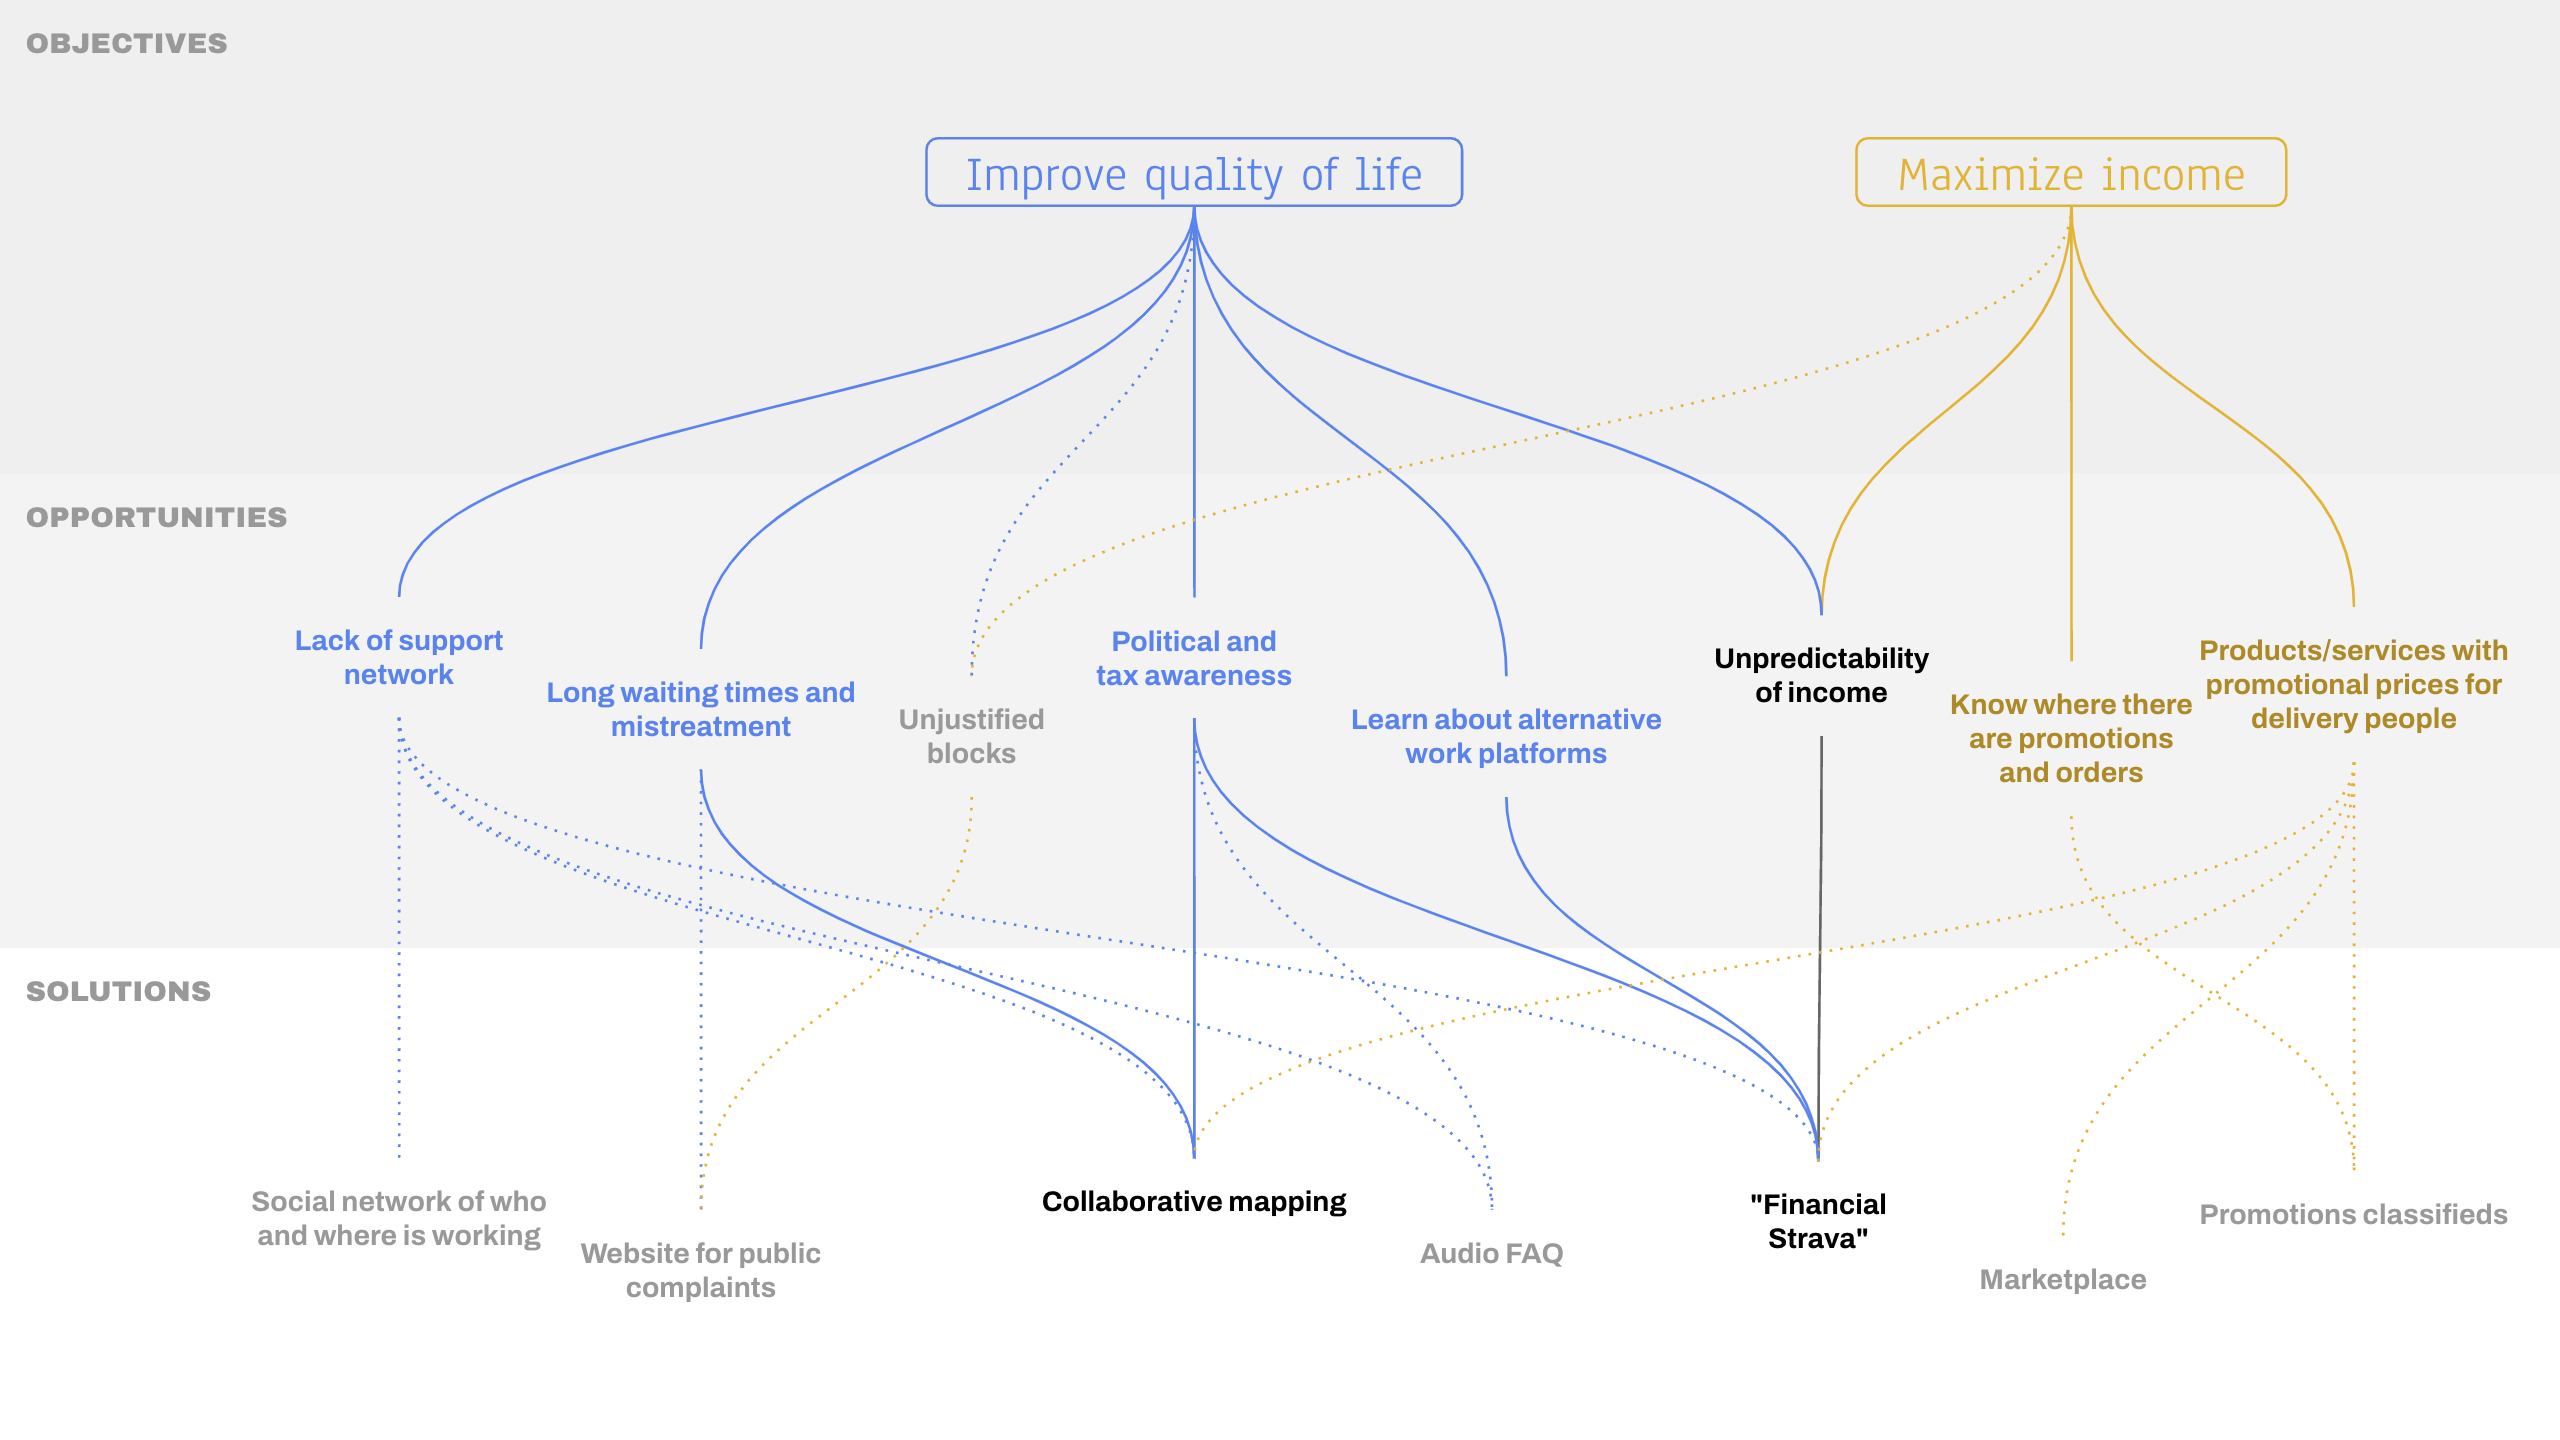 OBJECTIVES
Improve quality of life
Maximize income
OPPORTUNITIES
Lack of support
network
Long waiting times and
mistreatment
Unjustified
blocks
Political and
tax awareness
Learn about alternative
work platforms
Unpredictability
of income
Know where there
are promotions
and orders
Products/services with
promotional prices for
delivery people
SOLUTIONS
Social network of who
and where is working
Website for public
complaints
Collaborative mapping
Audio FAQ
"Financial
Strava"
Marketplace
Promotions classifieds